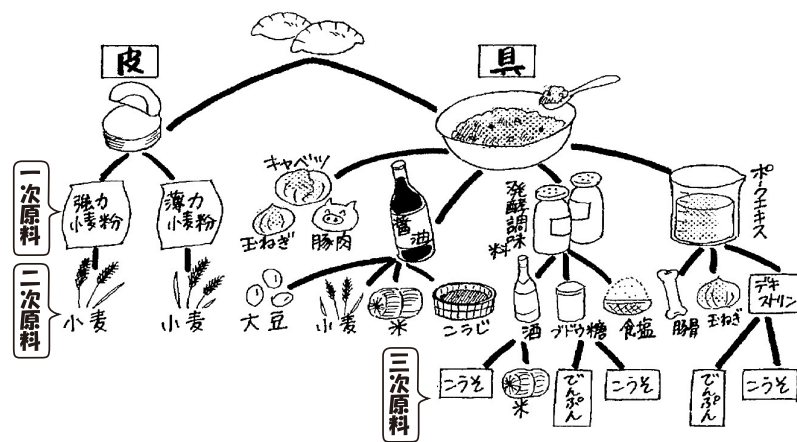 皮
具
一次原料
強力
小麦粉
薄力
小麦粉
キャベツ
玉ねぎ
豚肉
醤油
発酵調味料
ポークエキス
二次原料
小麦
小麦
大豆
小麦
米
こうじ
酒
ブドウ糖
食塩
豚骨
玉ねぎ
デキ
ストリン
三次原料
こうそ
米
でんぷん
こうそ
でんぷん
こうそ